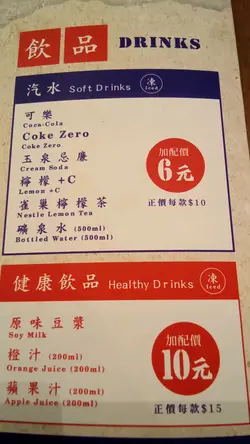 飲品 DRINKS
汽水 Soft Drinks 凍 Iced
可樂
Coca-Cola
Coke Zero
Coke Zero
玉泉忌廉
Cream Soda
檸檬+C
Lemon +C
雀巢檸檬茶
Nestle Lemon Tea
礦泉水 (500ml)
Bottled Water (500ml)
加配價
6元
正價每款$10
健康飲品 Healthy Drinks 凍 Iced
原味豆漿
Soy Milk
橙汁 (200ml)
Orange Juice (200ml)
蘋果汁 (200ml)
Apple Juice (200ml)
加配價
10元
正價每款$15